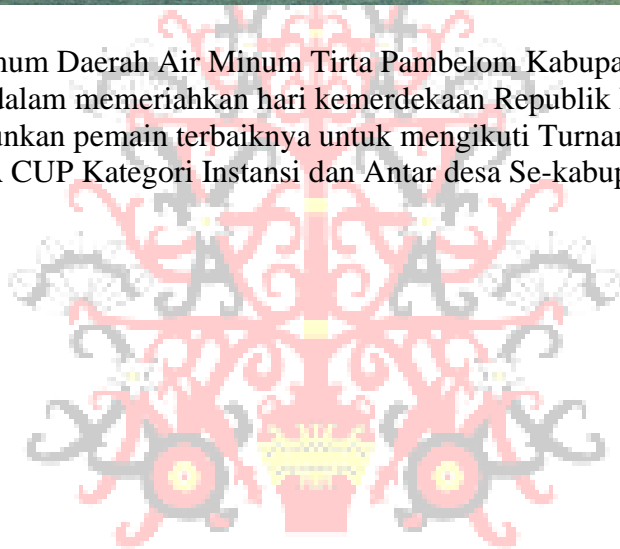 num Daerah Air Minum Tirta Pambelom Kabupa
dalam memeriahkan hari kemerdekaan Republik
unkan pemain terbaiknya untuk mengikuti Turnar
CUP Kategori Instansi dan Antar desa Se-kabup